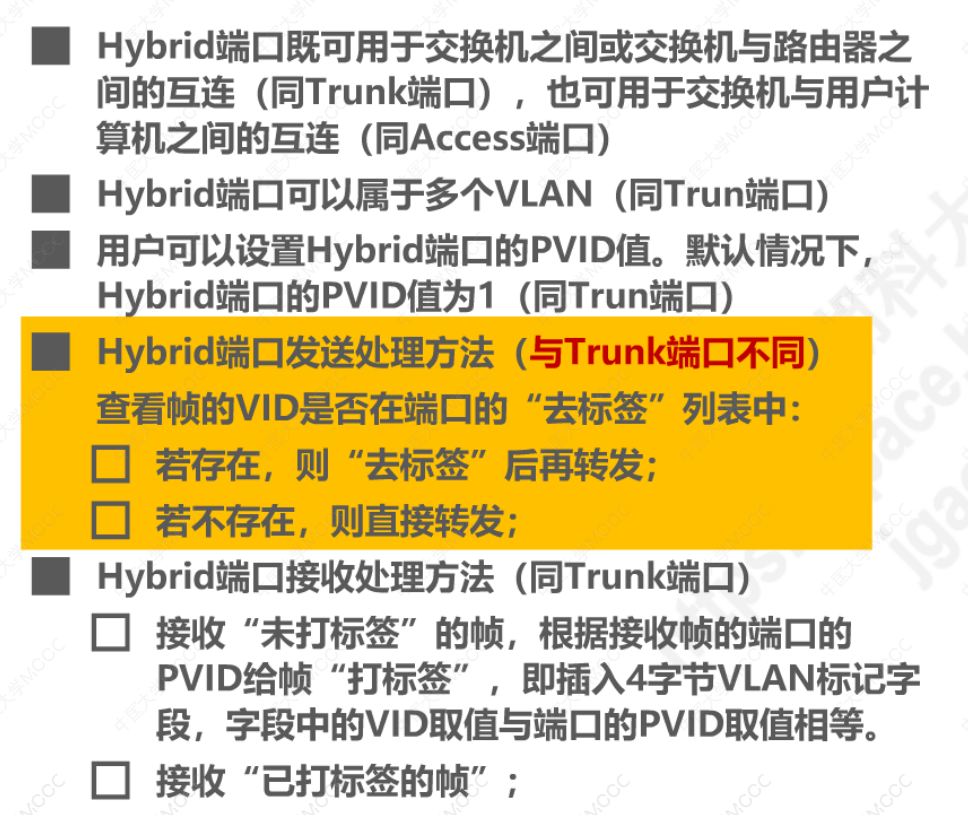 Hybrid端口既可用于交换机之间或交换机与路由器之
间的互连（同Trunk端口），也可用于交换机与用户计
算机之间的互连（同Access端口）
Hybrid端口可以属于多个VLAN（同Trun端口）
用户可以设置Hybrid端口的PVID值。默认情况下，
Hybrid端口的PVID值为1（同Trun端口）
Hybrid端口发送处理方法（与Trunk端口不同）
查看帧的VID是否在端口的“去标签”列表中：
若存在，则“去标签”后再转发；
若不存在，则直接转发；
Hybrid端口接收处理方法（同Trunk端口）
接收“未打标签”的帧，根据接收帧的端口的
PVID给帧“打标签”，即插入4字节VLAN标记字
段，字段中的VID取值与端口的PVID取值相等。
接收“已打标签的帧”；